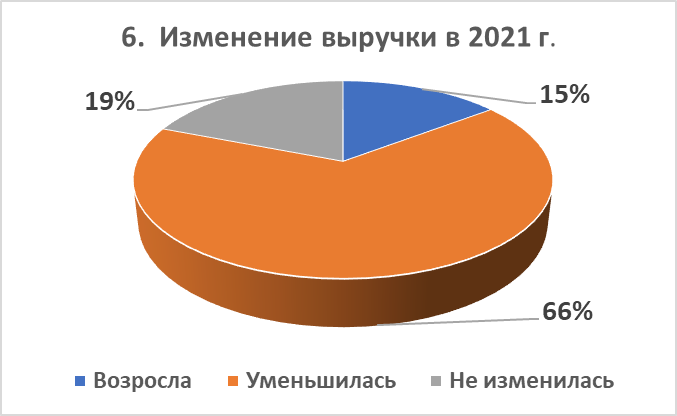 6. Изменение выручки в 2021 г.
19%
15%
66%
Возросла
Уменьшилась
Не изменилась